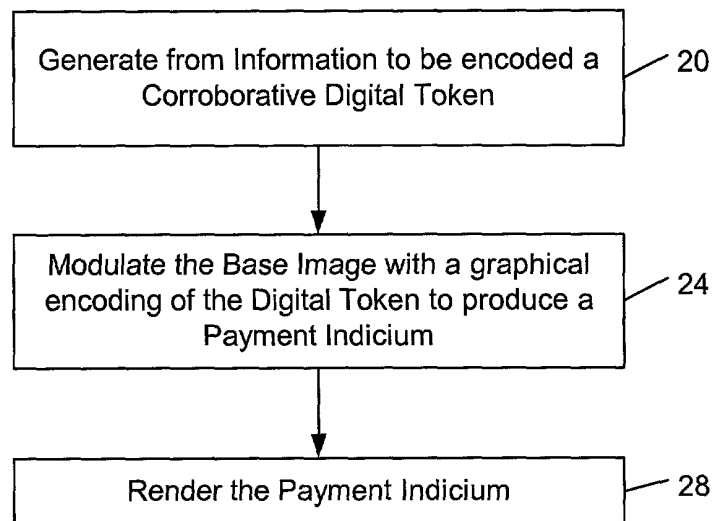 Generate from Information to be encoded a
Corroborative Digital Token
20
Modulate the Base Image with a graphical
encoding of the Digital Token to produce a
Payment Indicium
24
Render the Payment Indicium
28